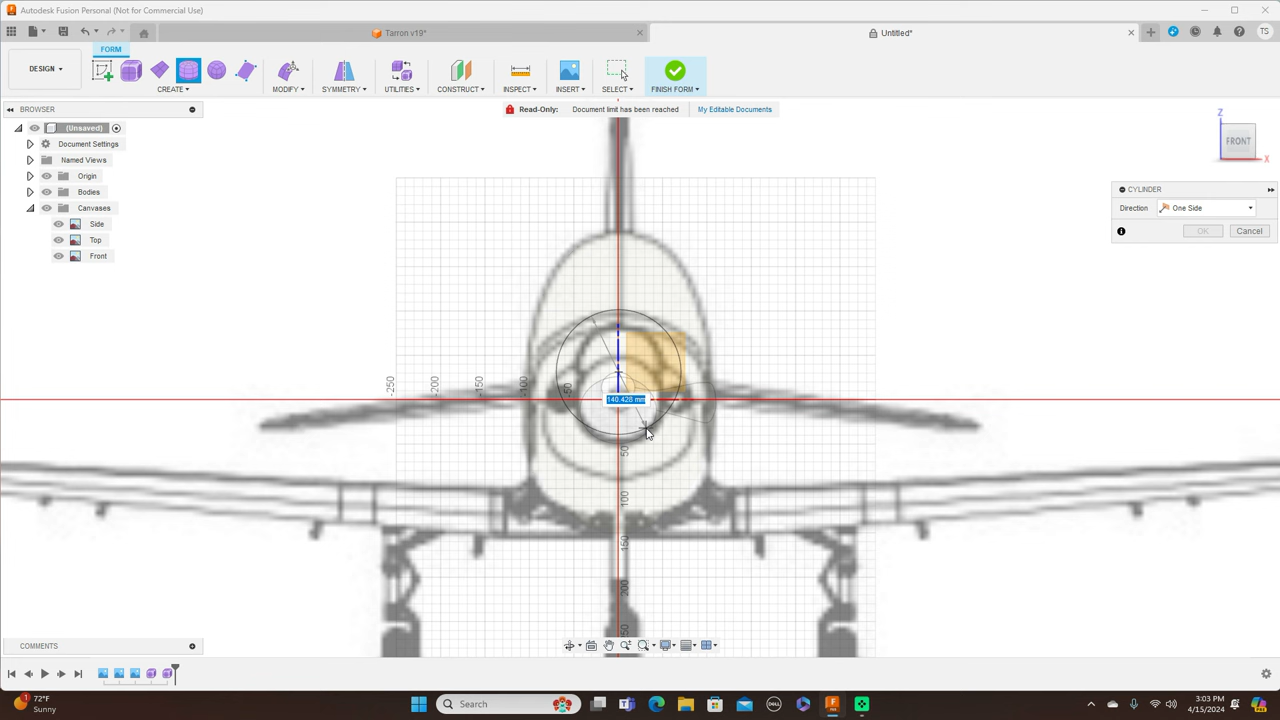 Autodesk Fusion Personal (Not for Commercial Use)
Tarron v19*
Untitled*
TS
FORM
DESIGN
CREATE
MODIFY
SYMMETRY
UTILITIES
CONSTRUCT
INSPECT
INSERT
SELECT
FINISH FORM
BROWSER
Read-Only: Document limit has been reached My Editable Documents
(Unsaved)
Document Settings
Named Views
Origin
Bodies
Canvases
Side
Top
Front
Z
FRONT
X
CYLINDER
Direction One Side
OK Cancel
-250 -200 -150 -100 -50
140.428 mm
50
100
150
200
COMMENTS
72°F
Sunny
Search
3:03 PM
4/15/2024